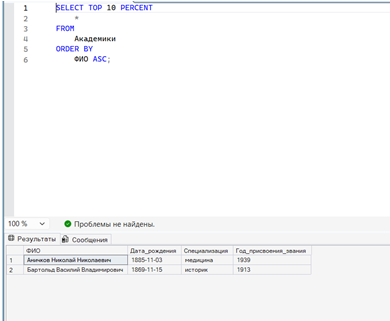 1 SELECT TOP 10 PERCENT
2 *
3 FROM
4 Академики
5 ORDER BY
6 ФИО ASC;
100 % Проблемы не найдены.
Результаты Сообщения
ФИО Дата_рождения Специализация Год_присвоения_звания
1 Аничков Николай Николаевич 1885-11-03 медицина 1939
2 Бартольд Василий Владимирович 1869-11-15 историк 1913